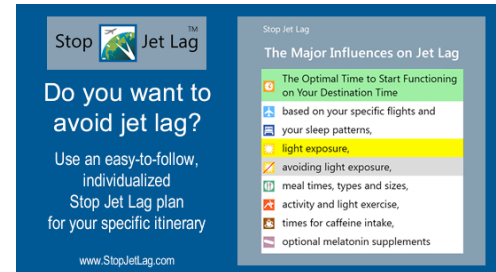 Stop Jet Lag™
Do you want to
avoid jet lag?
Use an easy-to-follow,
individualized
Stop Jet Lag plan
for your specific itinerary
www.StopJetLag.com
Stop Jet Lag
The Major Influences on Jet Lag
The Optimal Time to Start Functioning
on Your Destination Time
based on your specific flights and
your sleep patterns,
light exposure,
avoiding light exposure,
meal times, types and sizes,
activity and light exercise,
times for caffeine intake,
optional melatonin supplements